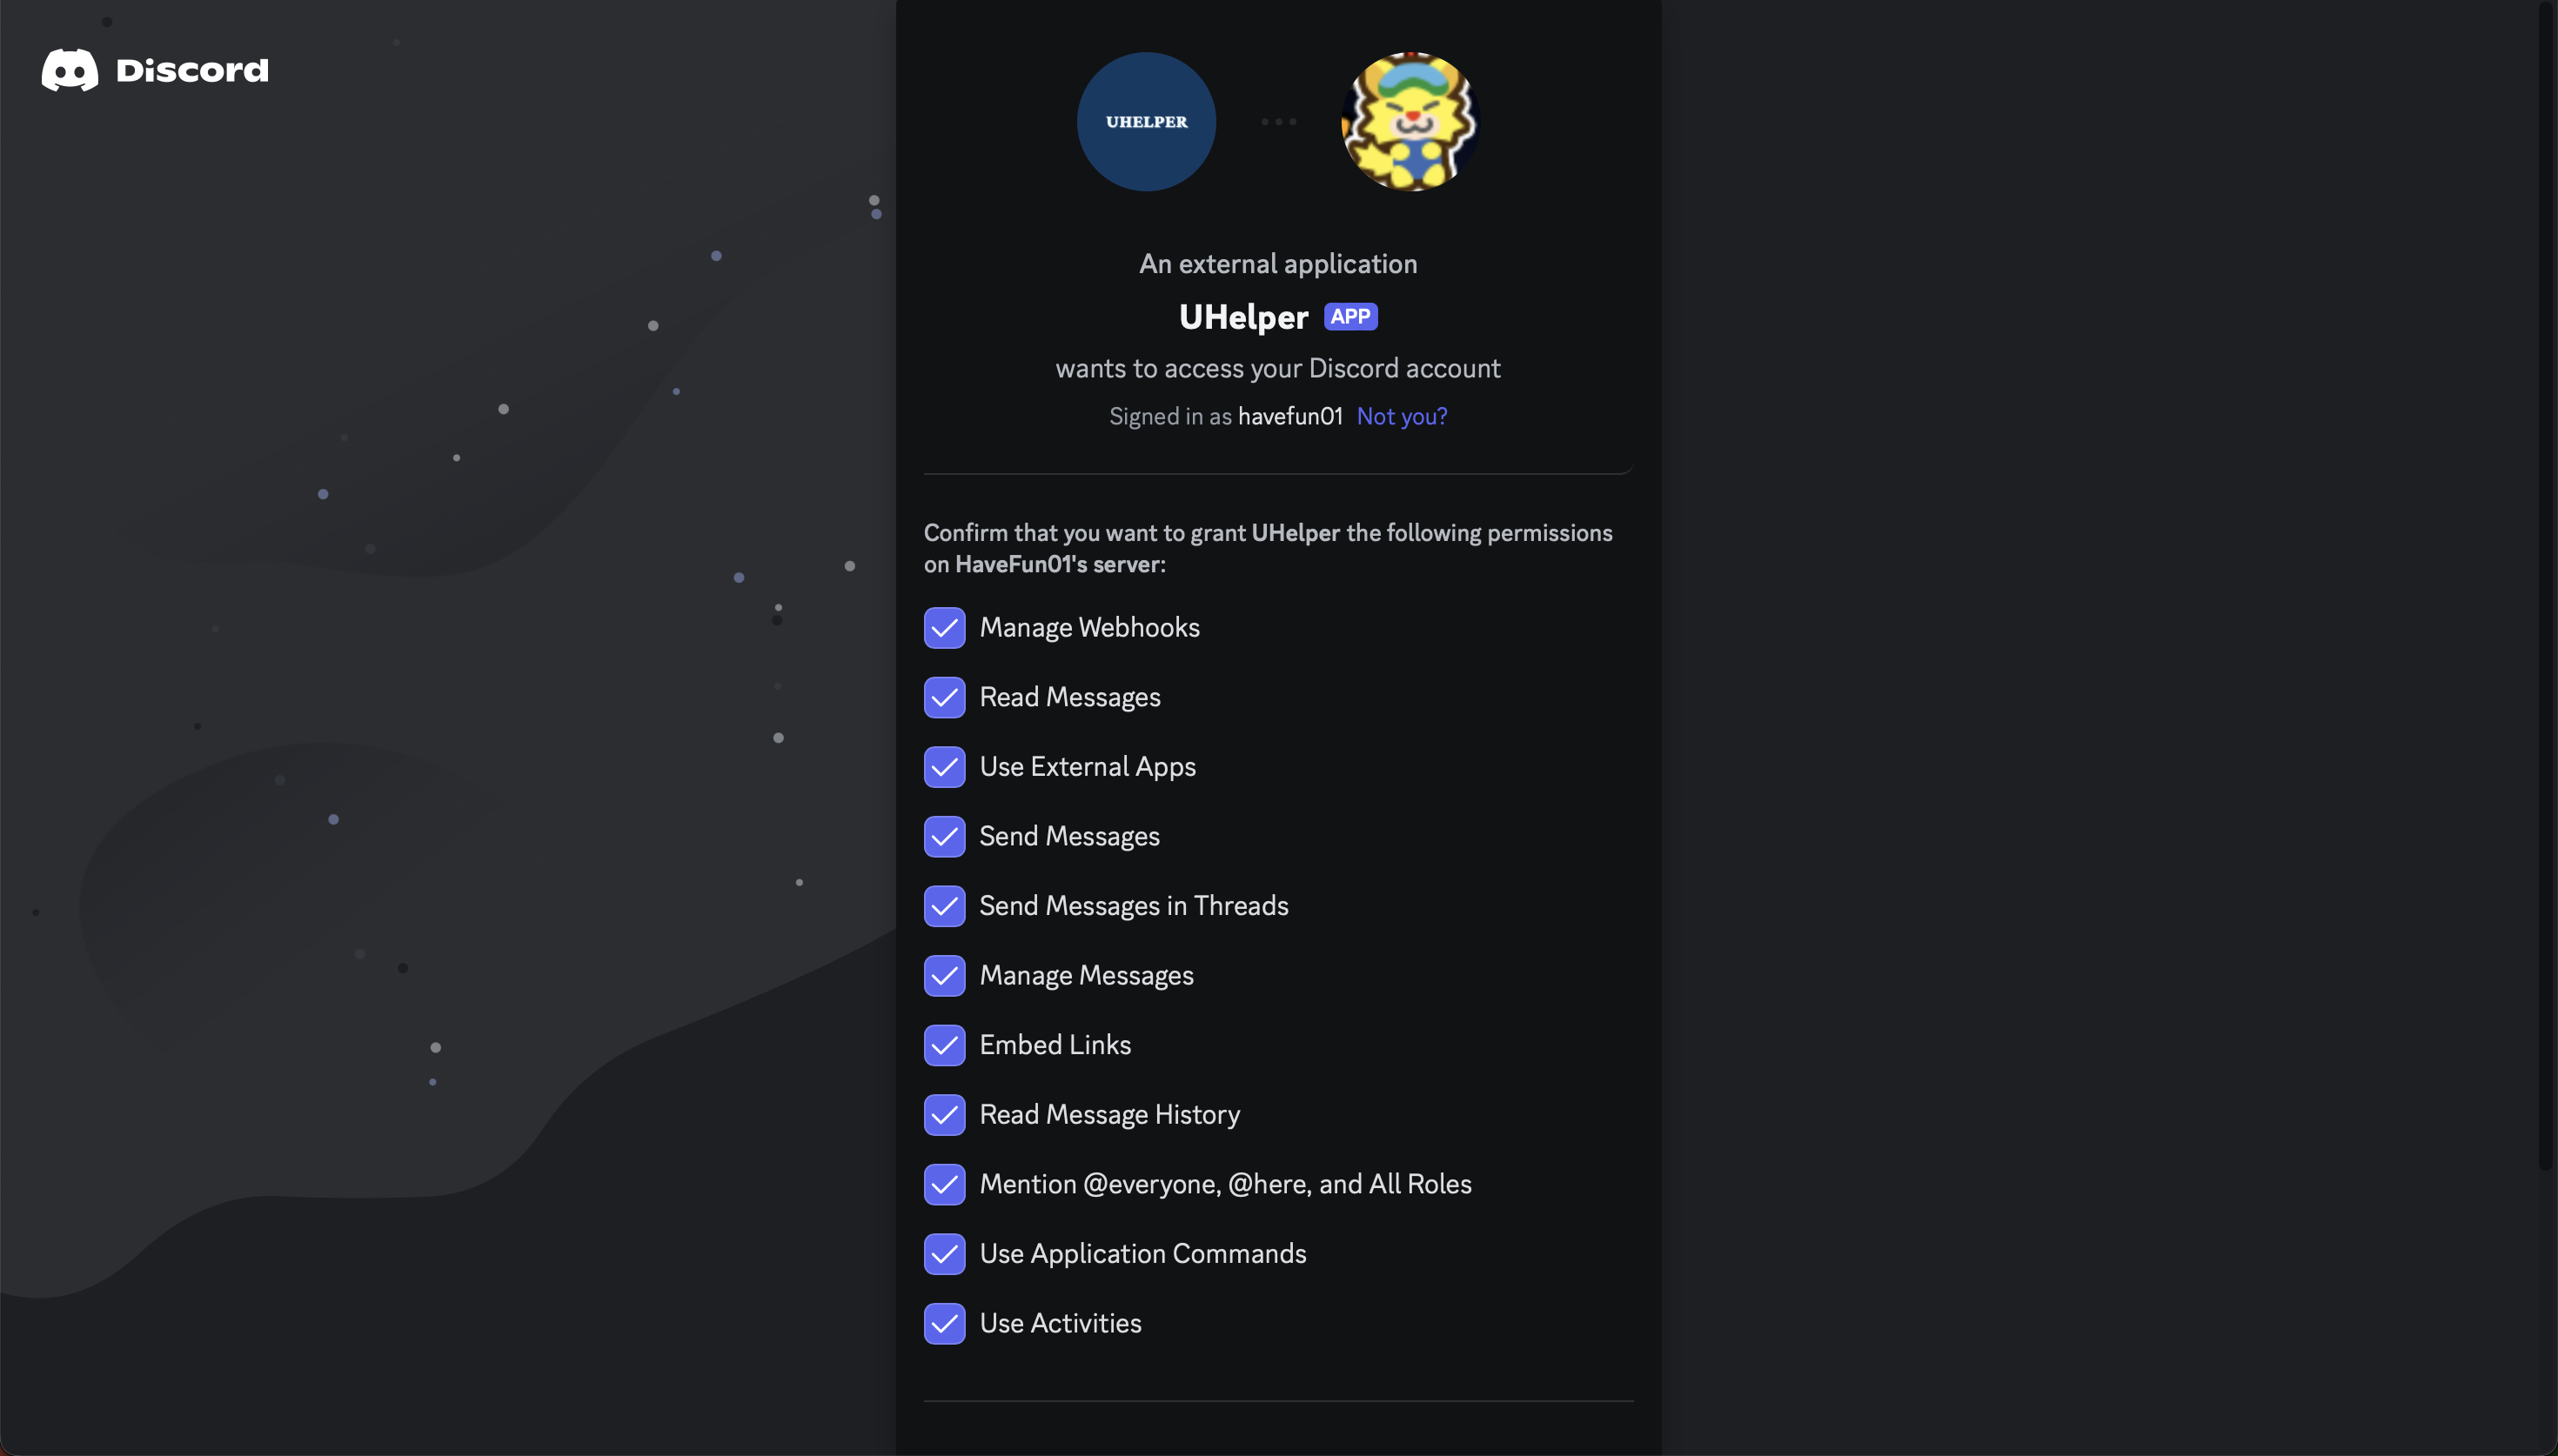 Discord
UHELPER
An external application
UHelper APP
wants to access your Discord account
Signed in as havefun01 Not you?
Confirm that you want to grant UHelper the following permissions
on HaveFun01's server:
Manage Webhooks
Read Messages
Use External Apps
Send Messages
Send Messages in Threads
Manage Messages
Embed Links
Read Message History
Mention @everyone, @here, and All Roles
Use Application Commands
Use Activities